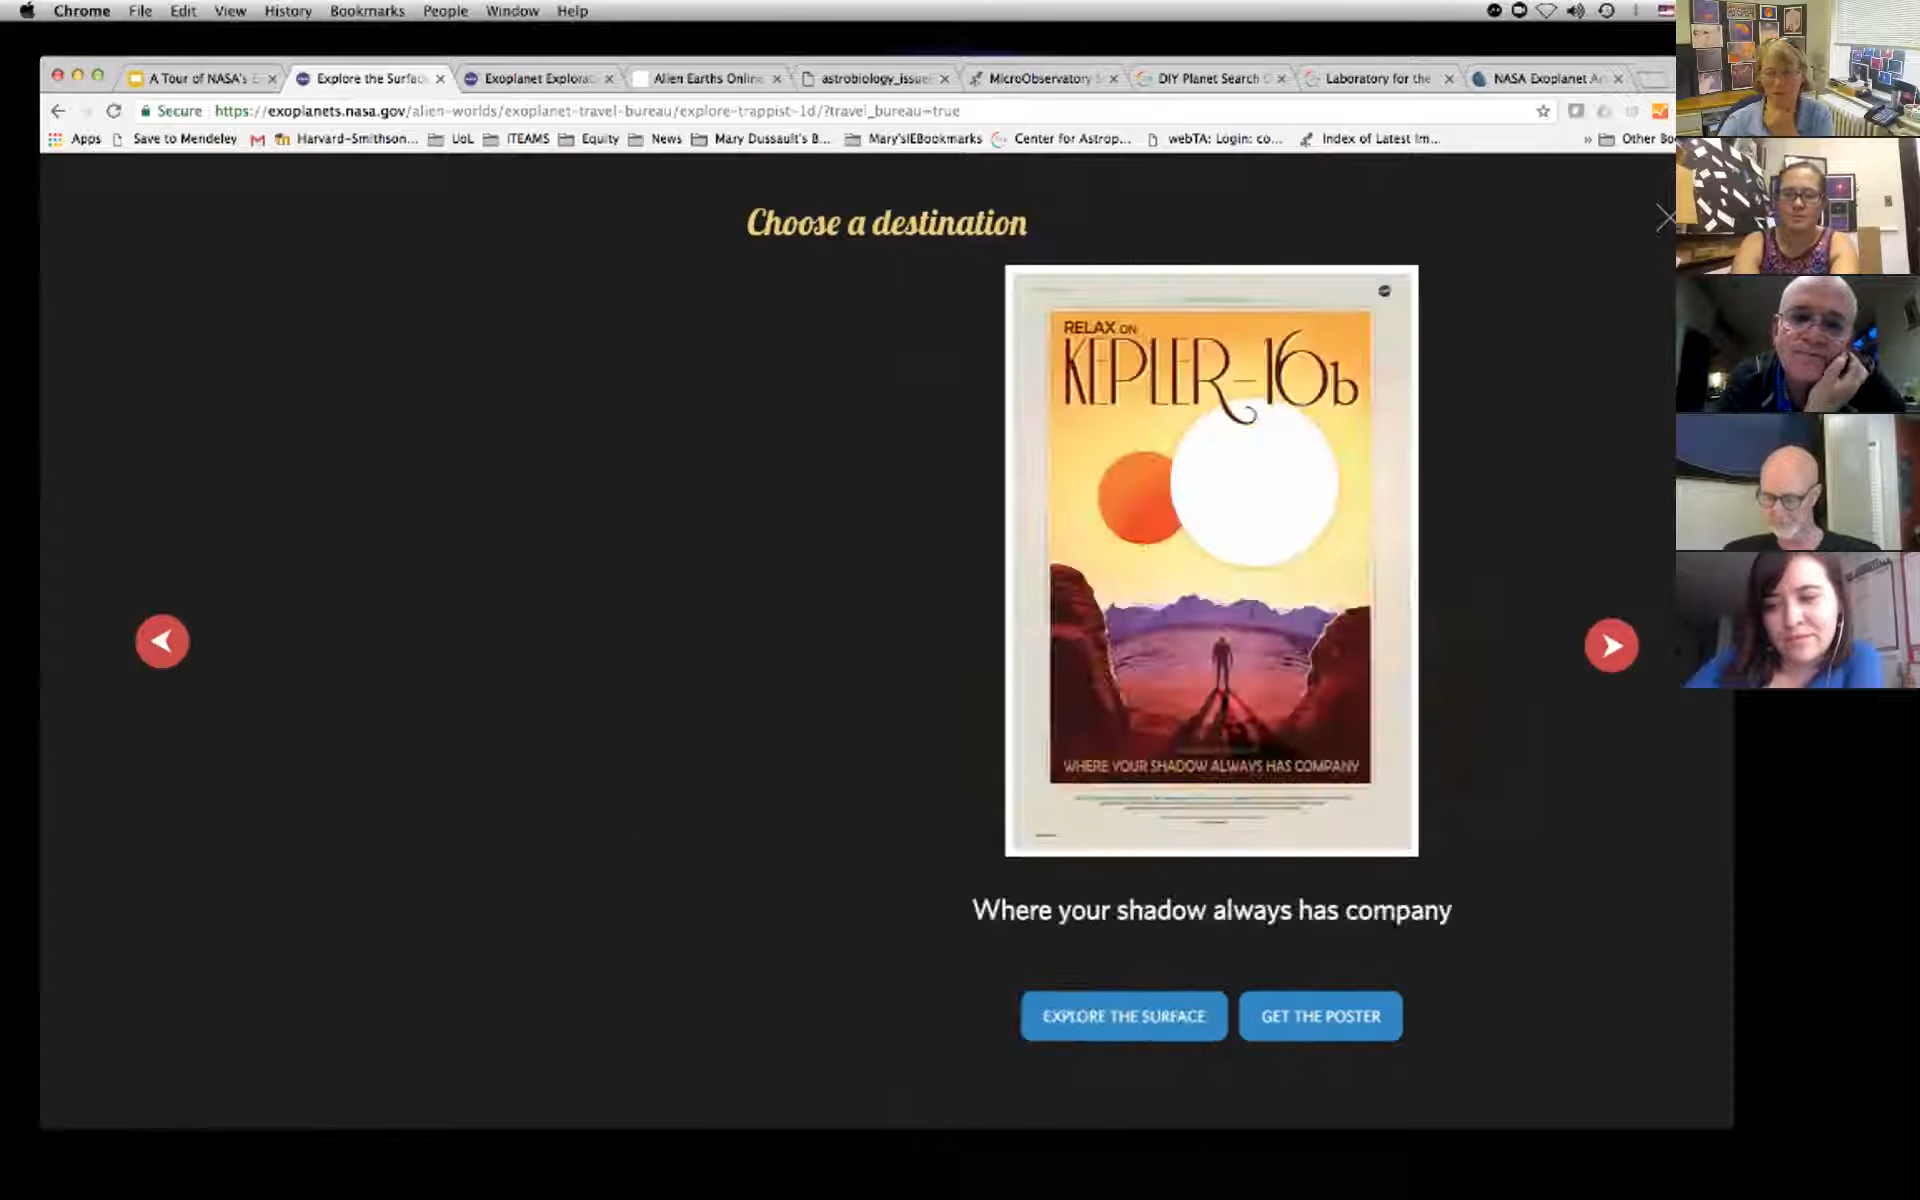 Chrome File Edit View History Bookmarks People Window Help
A Tour of NASA's E
Explore the Surfac
Exoplanet Explorat
Alien Earths Online
astrobiology_issue
MicroObservatory S
DIY Planet Search
Laboratory for the
NASA Exoplanet Ar
Secure https://exoplanets.nasa.gov/alien-worlds/exoplanet-travel-bureau/explore-trappist-1d/?travel_bureau=true
Apps Save to Mendeley Harvard-Smithson... UoL ITEAMS Equity News Mary Dussault's B... Mary'sIEBookmarks Center for Astrop... webTA: Login: co... Index of Latest Im... » Other Bo
Choose a destination
RELAX ON
KEPLER-16b
WHERE YOUR SHADOW ALWAYS HAS COMPANY
Where your shadow always has company
EXPLORE THE SURFACE
GET THE POSTER